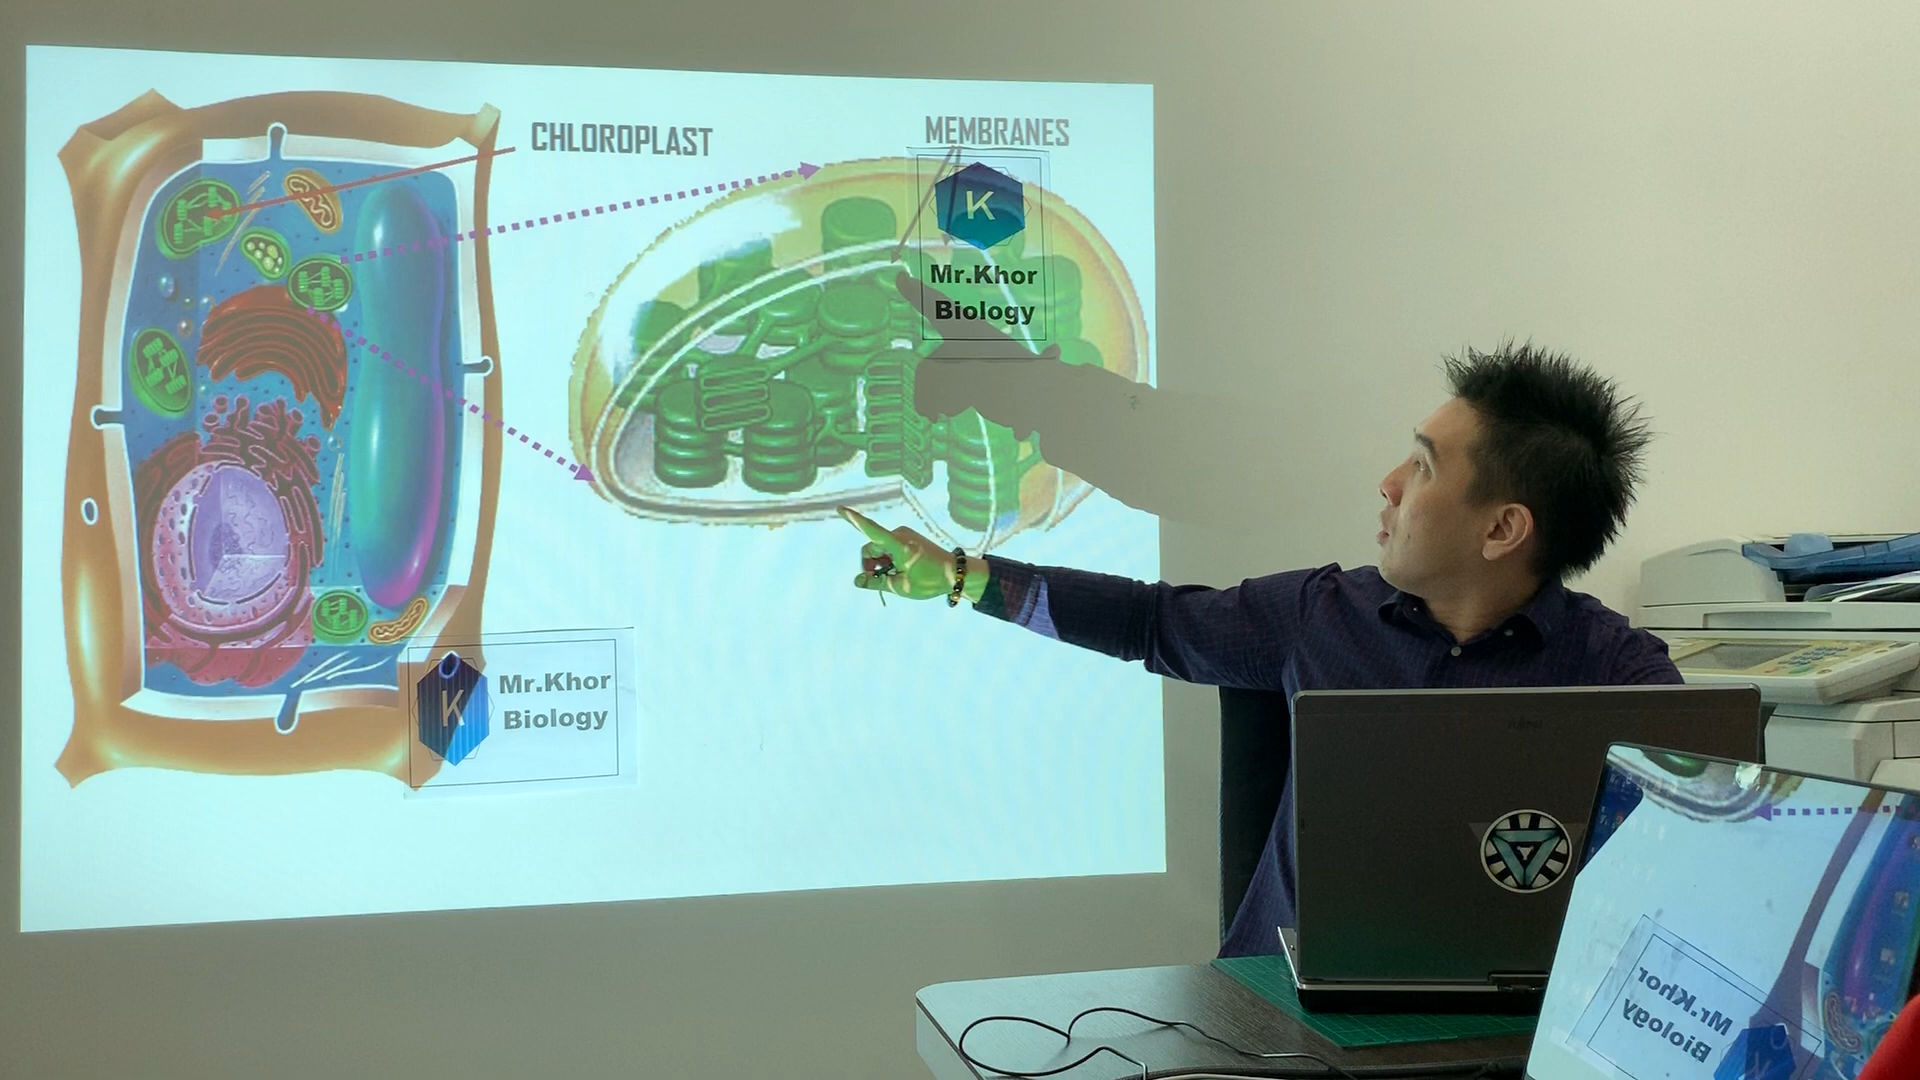 CHLOROPLAST
MEMBRANES
K
Mr.Khor
Biology
K
Mr.Khor
Biology
Mr.Khor
Biology
K